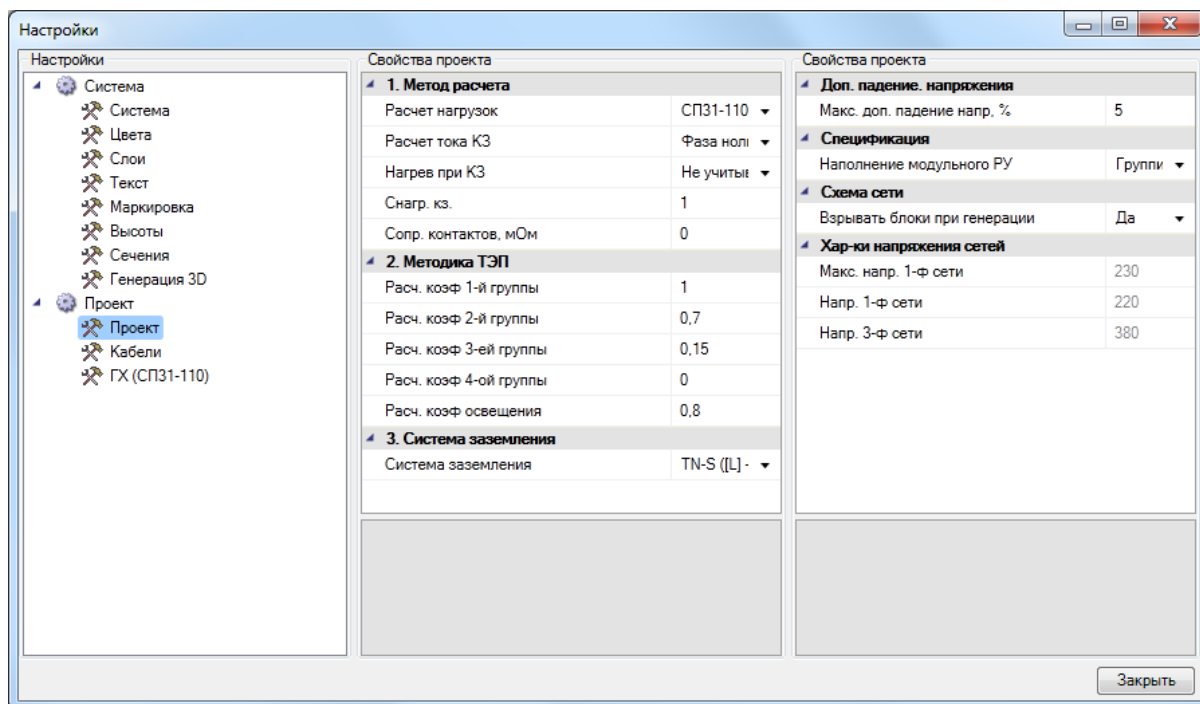 Настройки
Настройки
Система
Система
Цвета
Слои
Текст
Маркировка
Высоты
Сечения
Генерация 3D
Проект
Проект
Кабели
ГХ (СП31-110)
Свойства проекта
1. Метод расчета
Расчет нагрузок СП31-110
Расчет тока КЗ Фаза нол
Нагрев при КЗ Не учитыв
Снагр. кз. 1
Сопр. контактов, мОм 0
2. Методика ТЭП
Расч. коэф 1-й группы 1
Расч. коэф 2-й группы 0,7
Расч. коэф 3-ей группы 0,15
Расч. коэф 4-ой группы 0
Расч. коэф освещения 0,8
3. Система заземления
Система заземления TN-S ([L] -
Свойства проекта
Доп. падение. напряжения
Макс. доп. падение напр, % 5
Спецификация
Наполнение модульного РУ Группи
Схема сети
Взрывать блоки при генерации Да
Хар-ки напряжения сетей
Макс. напр. 1-ф сети 230
Напр. 1-ф сети 220
Напр. 3-ф сети 380
Закрыть